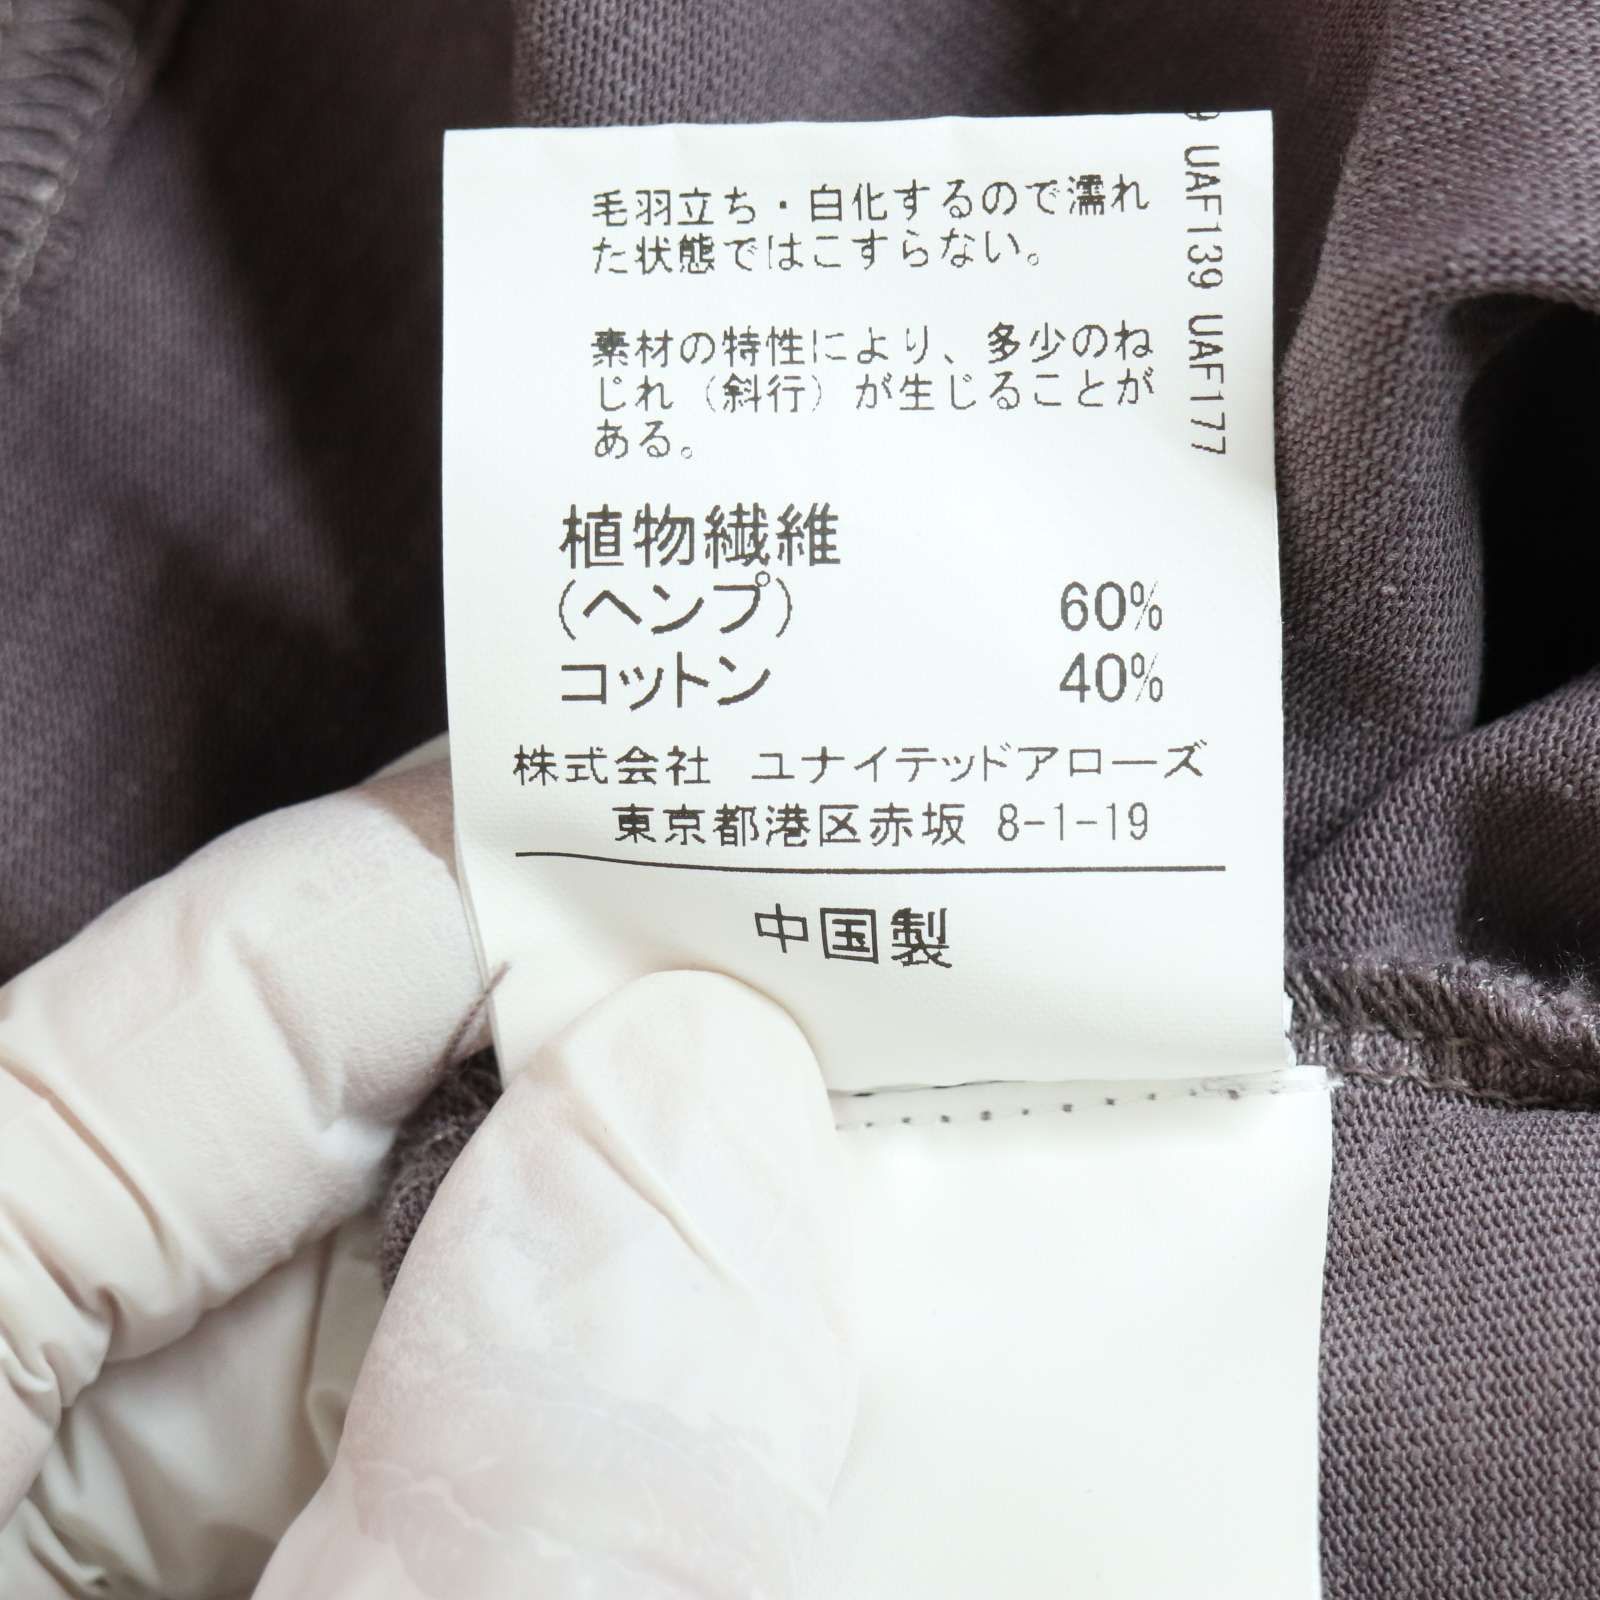 毛羽立ち・白化するので濡れ
た状態ではこすらない。
素材の特性により、多少のね
じれ（斜行）が生じることが
ある。
植物繊維
(ヘンプ) 60%
コットン 40%
株式会社 ユナイテッドアローズ
東京都港区赤坂 8-1-19
中国製
UAF139 UAF177